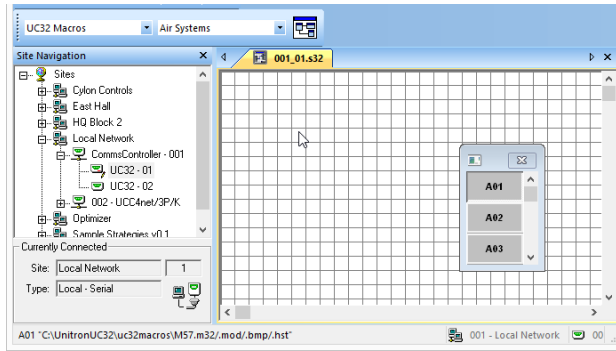 UC32 Macros
Air Systems
Site Navigation
001_01.s32
Sites
Cylon Controls
East Hall
HQ Block 2
Local Network
CommsController - 001
UC32 - 01
UC32 - 02
002 - UCC4net/3P/K
Optimizer
Sample Strategies v0.1
Currently Connected
Site: Local Network 1
Type: Local - Serial
A01
A02
A03
A01 "C:\UnitronUC32\uc32macros\M57.m32/.mod/.bmp/.hst"
001 - Local Network
00